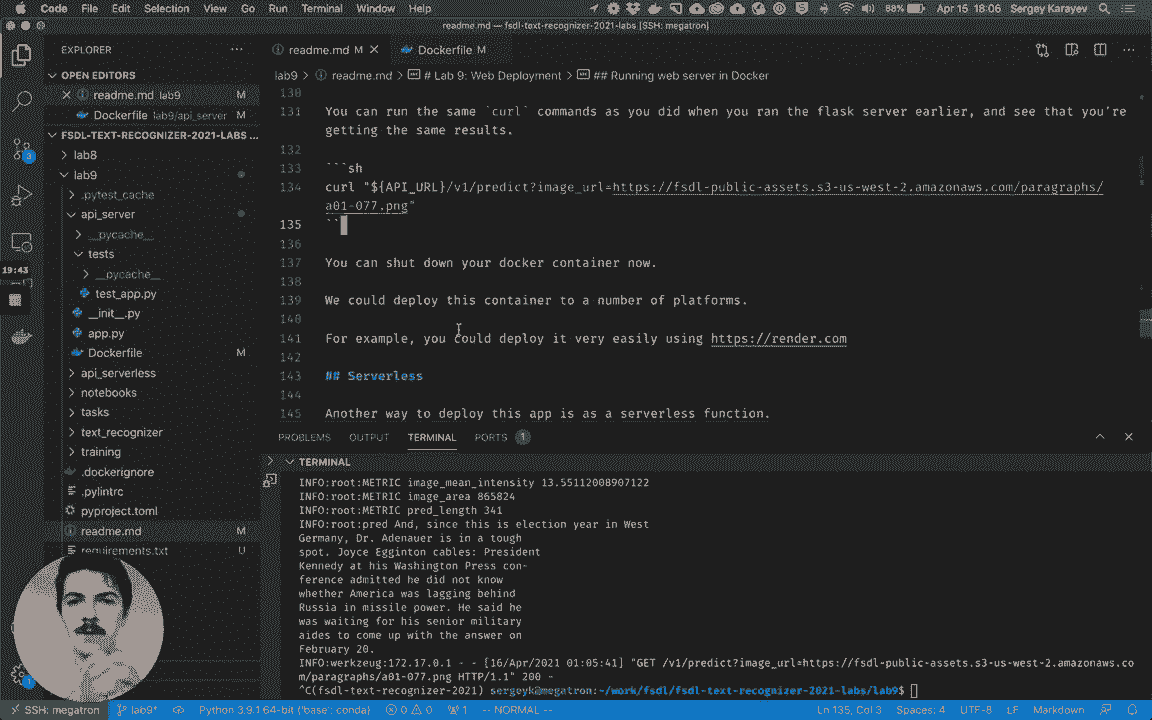 Code File Edit Selection View Go Run Terminal Window Help 88% Apr 15 18:06 Sergey Karayev
readme.md — fsdl-text-recognizer-2021-labs [SSH: megatron]
EXPLORER
readme.md M
Dockerfile M
OPEN EDITORS
lab9 > readme.md > # Lab 9: Web Deployment > ## Running web server in Docker
readme.md lab9 M
Dockerfile lab9/api_server M
FSDL-TEXT-RECOGNIZER-2021-LABS ...
lab8
lab9
.pytest_cache
api_server
__pycache__
tests
__pycache__
test_app.py
__init__.py
app.py
Dockerfile M
api_serverless
notebooks
tasks
text_recognizer
training
.dockerignore
.pylintrc
pyproject.toml
readme.md M
requirements.txt U
3
19:43
1
130
131 You can run the same `curl` commands as you did when you ran the flask server earlier, and see that you're
getting the same results.
132
133 ```sh
134 curl "${API_URL}/v1/predict?image_url=https://fsdl-public-assets.s3-us-west-2.amazonaws.com/paragraphs/
a01-077.png"
135 ``
136
137 You can shut down your docker container now.
138
139 We could deploy this container to a number of platforms.
140
141 For example, you could deploy it very easily using https://render.com
142
143 ## Serverless
144
145 Another way to deploy this app is as a serverless function.
PROBLEMS OUTPUT TERMINAL PORTS 1
TERMINAL
INFO:root:METRIC image_mean_intensity 13.55112008907122
INFO:root:METRIC image_area 865824
INFO:root:METRIC pred_length 341
INFO:root:pred And, since this is election year in West
Germany, Dr. Adenauer is in a tough
spot. Joyce Egginton cables: President
Kennedy at his Washington Press con-
ference admitted he did not know
whether America was lagging behind
Russia in missile power. He said he
was waiting for his senior military
aides to come up with the answer on
February 20.
INFO:werkzeug:172.17.0.1 - - [16/Apr/2021 01:05:41] "GET /v1/predict?image_url=https://fsdl-public-assets.s3-us-west-2.amazonaws.co
m/paragraphs/a01-077.png HTTP/1.1" 200 -
^C(fsdl-text-recognizer-2021) sergeyk@megatron:~/work/fsdl/fsdl-text-recognizer-2021-labs/lab9$
SSH: megatron lab9* Python 3.9.1 64-bit ('base': conda) 0 0 1 -- NORMAL -- Ln 135, Col 3 Spaces: 4 UTF-8 LF Markdown